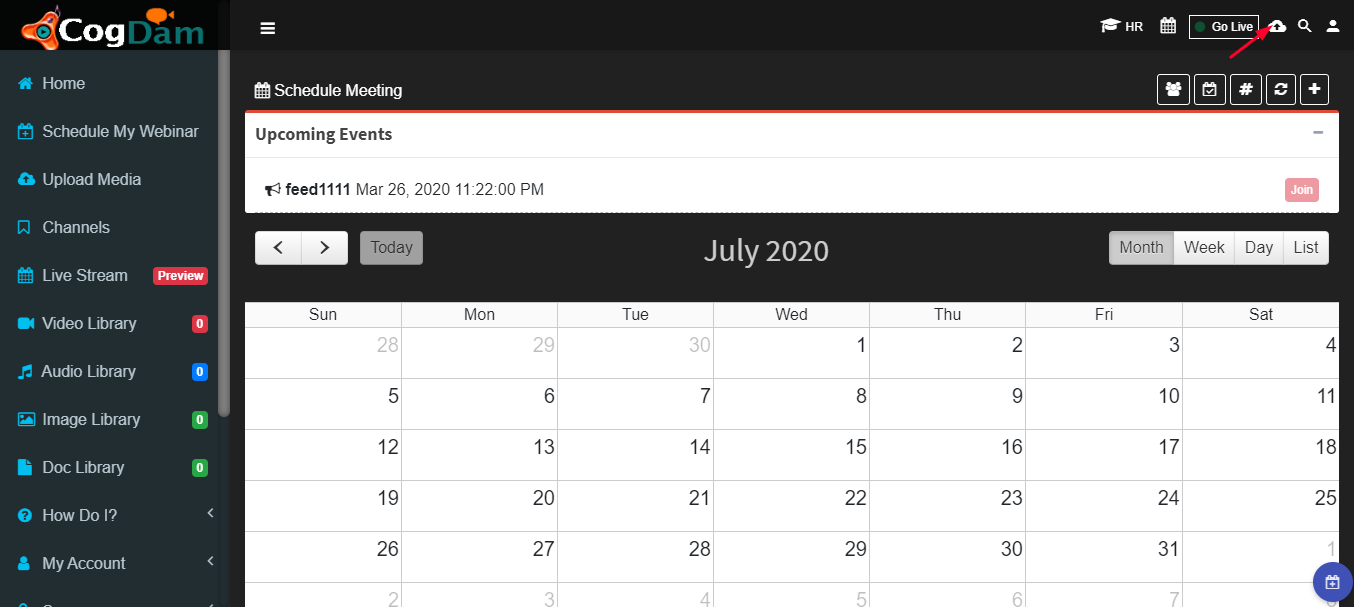 CogDam
HR
Go Live
Home
Schedule My Webinar
Upload Media
Channels
Live Stream Preview
Video Library 0
Audio Library 0
Image Library 0
Doc Library 0
How Do I?
My Account
Schedule Meeting
#
Upcoming Events
feed1111 Mar 26, 2020 11:22:00 PM Join
Today
July 2020
Month Week Day List
Sun Mon Tue Wed Thu Fri Sat
28 29 30 1 2 3 4
5 6 7 8 9 10 11
12 13 14 15 16 17 18
19 20 21 22 23 24 25
26 27 28 29 30 31 1
2 3 4 5 6 7